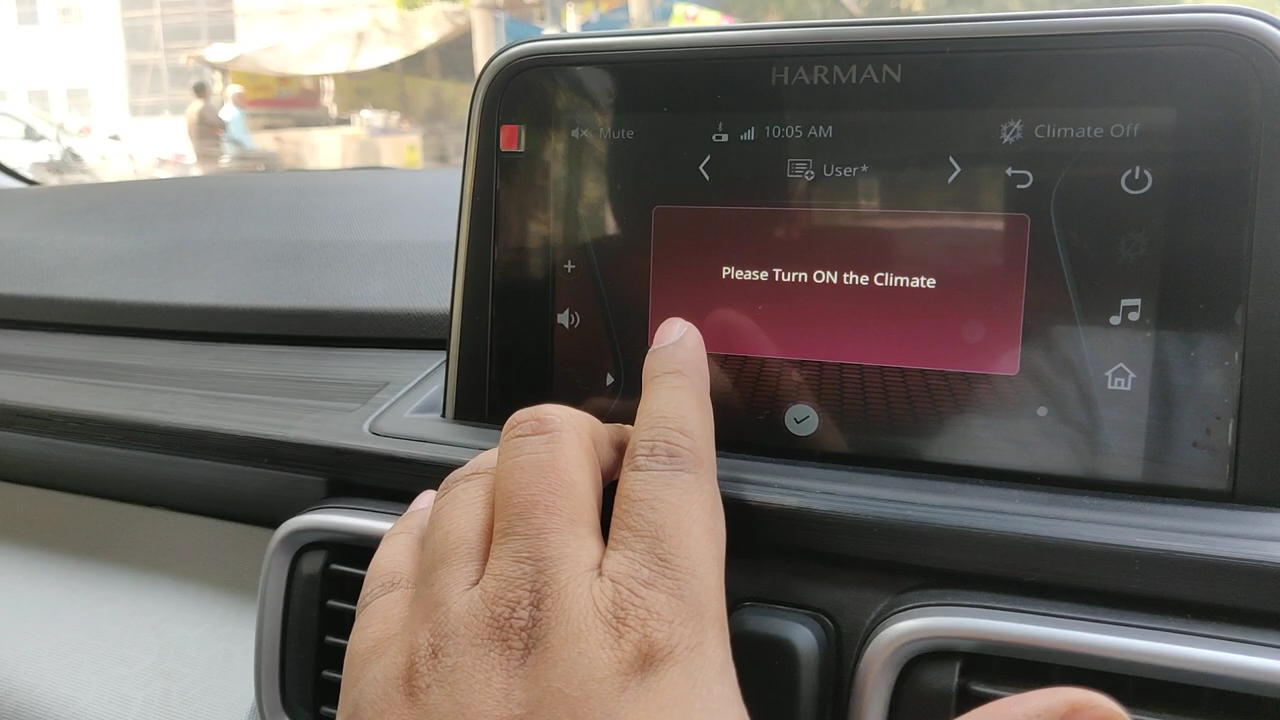 HARMAN
Mute
10:05 AM
Climate Off
User*
Please Turn ON the Climate